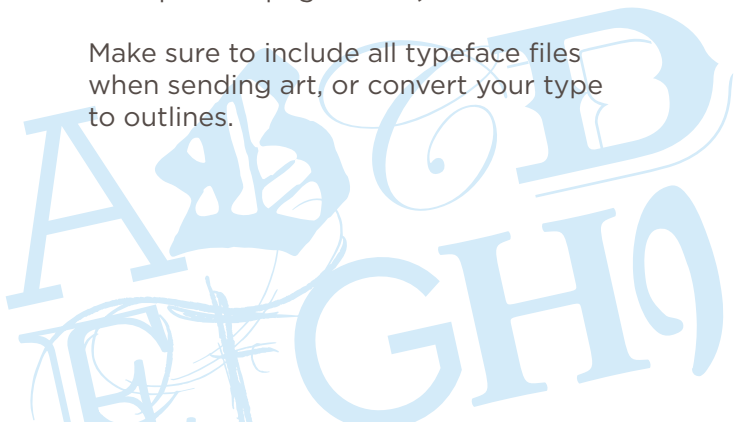 Make sure to include all typeface files
when sending art, or convert your type
to outlines.
A B C D
E F G H I